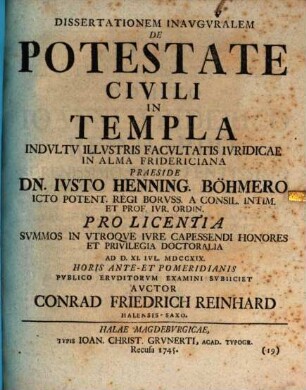 DISSERTATIONEM INAVGVRALEM
DE
POTESTATE
CIVILI
IN
TEMPLA
INDVLTV ILLVSTRIS FACVLTATIS IVRIDICAE
IN ALMA FRIDERICIANA
PRAESIDE
DN. IVSTO HENNING. BÖHMERO
ICTO POTENT. REGI BORVSS. A CONSIL. INTIM.
ET PROF. IVR. ORDIN.
PRO LICENTIA
SVMMOS IN VTROQVE IVRE CAPESSENDI HONORES
ET PRIVILEGIA DOCTORALIA
AD D. XI. IVL. MDCCXIX.
HORIS ANTE-ET POMERIDIANIS
PVBLICO ERVDITORVM EXAMINI SVBIICIET
AVCTOR
CONRAD FRIEDRICH REINHARD
HALENSIS-SAXO.
HALAE MAGDEBVRGICAE,
TYPIS IOAN. CHRIST. GRVNERTI, ACAD. TYPOGR.
Recusa 1745.
(19)